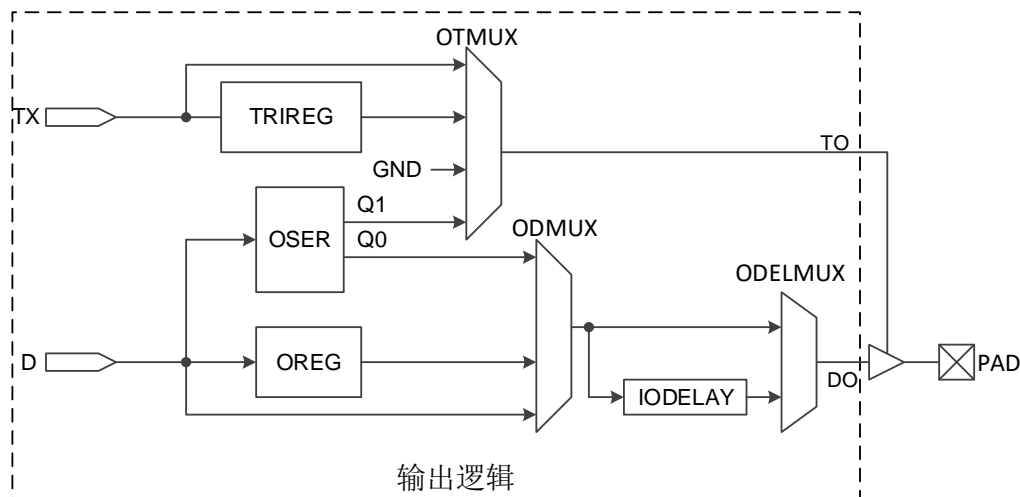 OTMUX
TX
TRIREG
TO
GND
Q1
OSER
Q0
ODMUX
ODELMUX
D
OREG
DO
PAD
IODELAY
输出逻辑